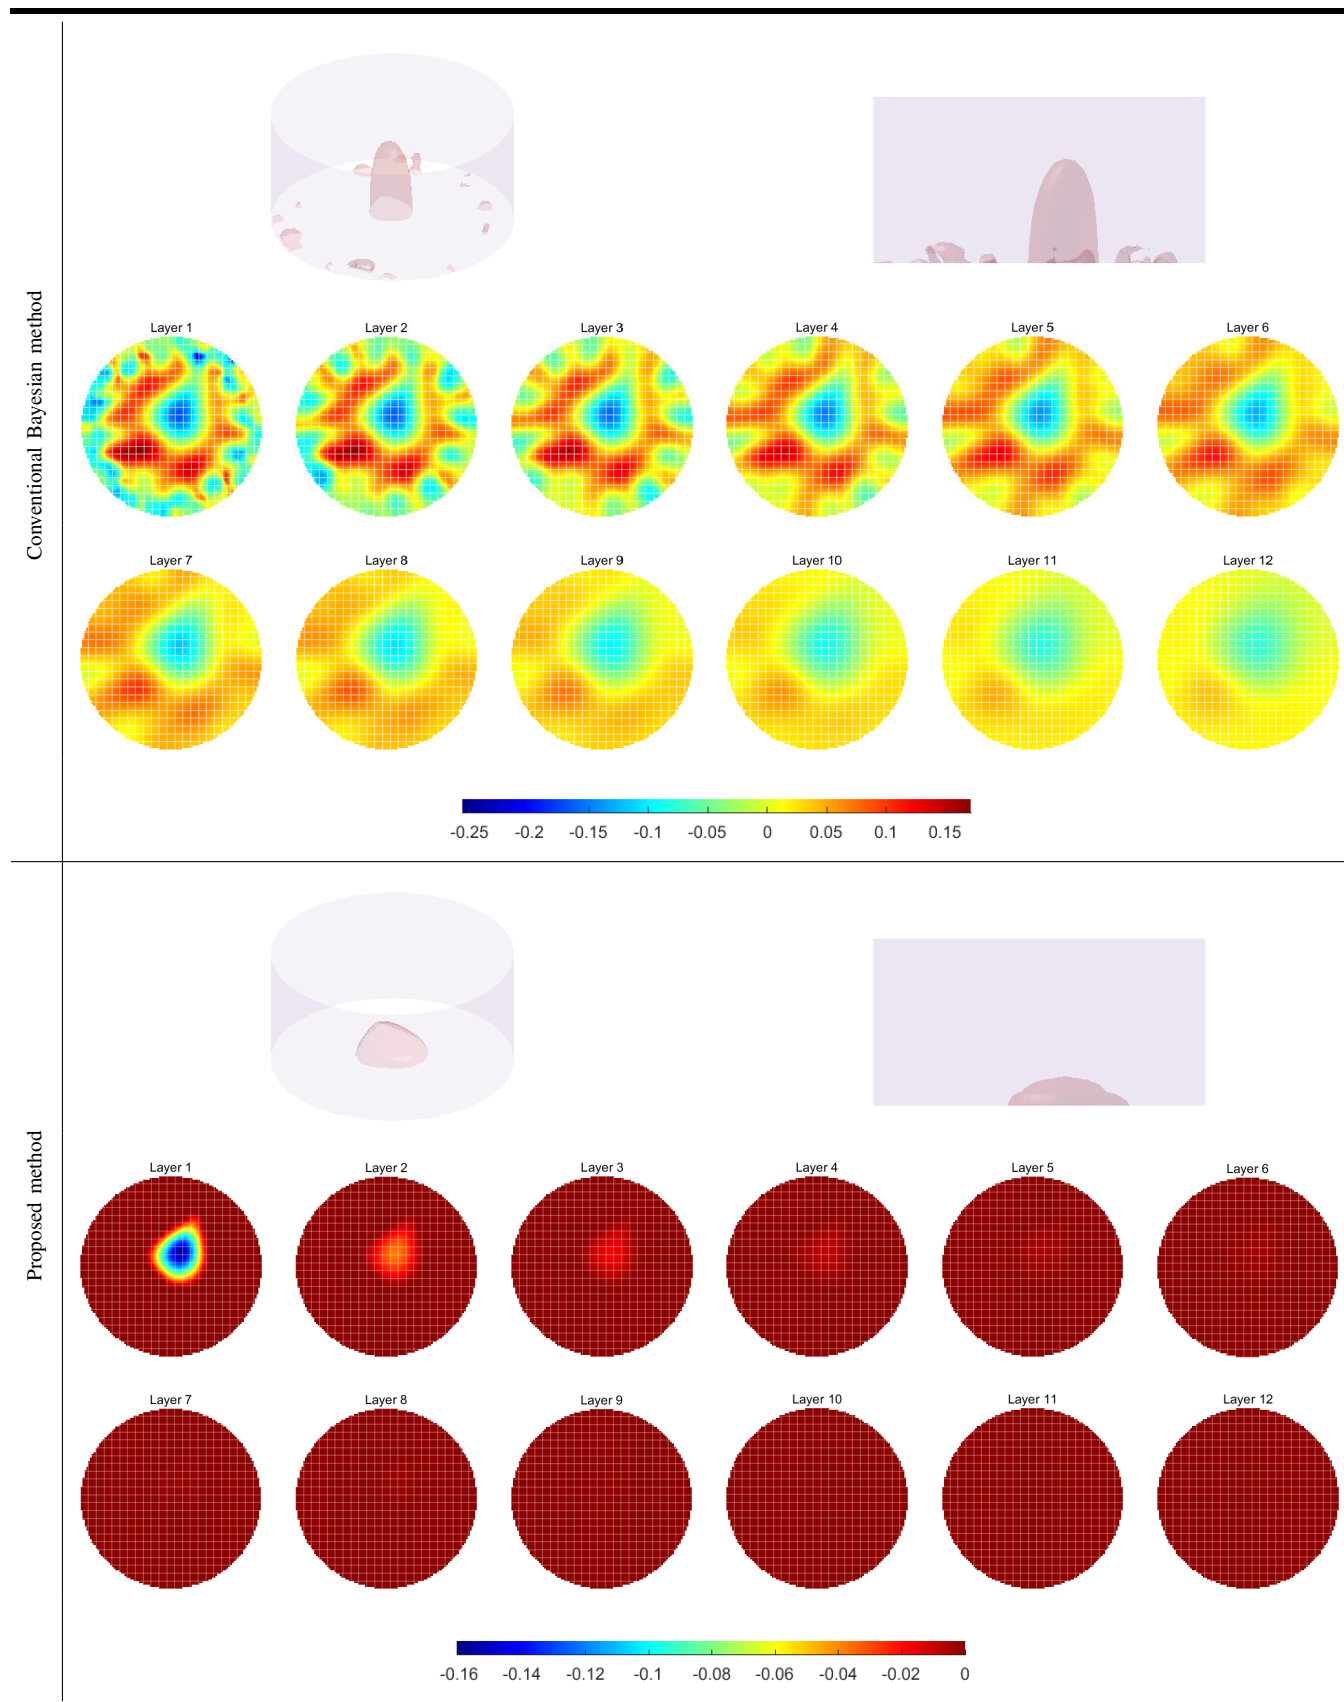 Conventional Bayesian method
Layer 1 Layer 2 Layer 3 Layer 4 Layer 5 Layer 6
Layer 7 Layer 8 Layer 9 Layer 10 Layer 11 Layer 12
-0.25 -0.2 -0.15 -0.1 -0.05 0 0.05 0.1 0.15
Proposed method
Layer 1 Layer 2 Layer 3 Layer 4 Layer 5 Layer 6
Layer 7 Layer 8 Layer 9 Layer 10 Layer 11 Layer 12
-0.16 -0.14 -0.12 -0.1 -0.08 -0.06 -0.04 -0.02 0